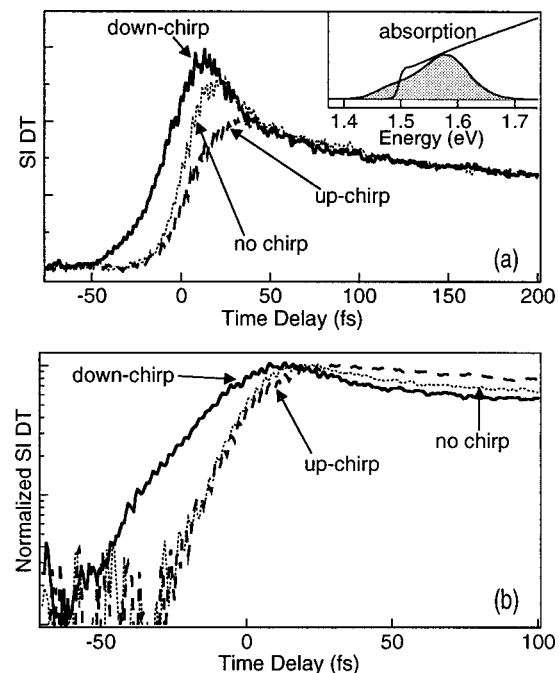 (a)
down-chirp
absorption
1.4 1.5 1.6 1.7
Energy (eV)
SI DT
up-chirp
no chirp
-50 0 50 100 150 200
Time Delay (fs)
down-chirp
no chirp
up-chirp
Normalized SI DT
(b)
-50 0 50 100
Time Delay (fs)